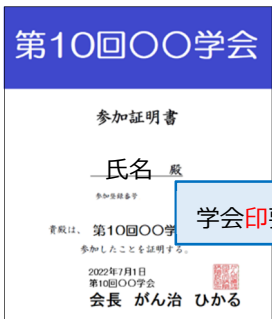 第10回〇〇学会
参加証明書
氏名 殿
参加登録番号
学会印
貴殿は、 第10回〇〇学
参加したことを証明する。
2022年7月1日
第10回〇〇学会
会長 がん治 ひかる